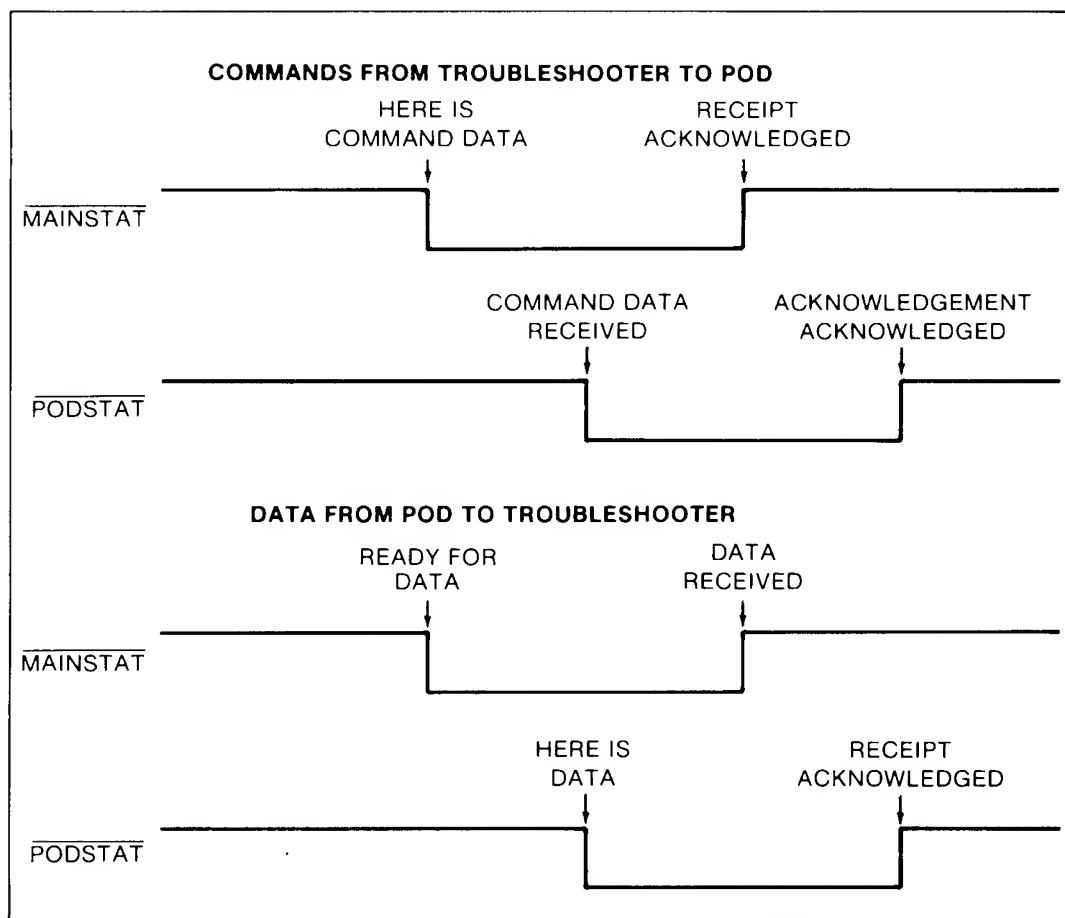 COMMANDS FROM TROUBLESHOOTER TO POD
HERE IS
COMMAND DATA
RECEIPT
ACKNOWLEDGED
MAINSTAT
COMMAND DATA
RECEIVED
ACKNOWLEDGEMENT
ACKNOWLEDGED
PODSTAT
DATA FROM POD TO TROUBLESHOOTER
READY FOR
DATA
DATA
RECEIVED
MAINSTAT
HERE IS
DATA
RECEIPT
ACKNOWLEDGED
PODSTAT